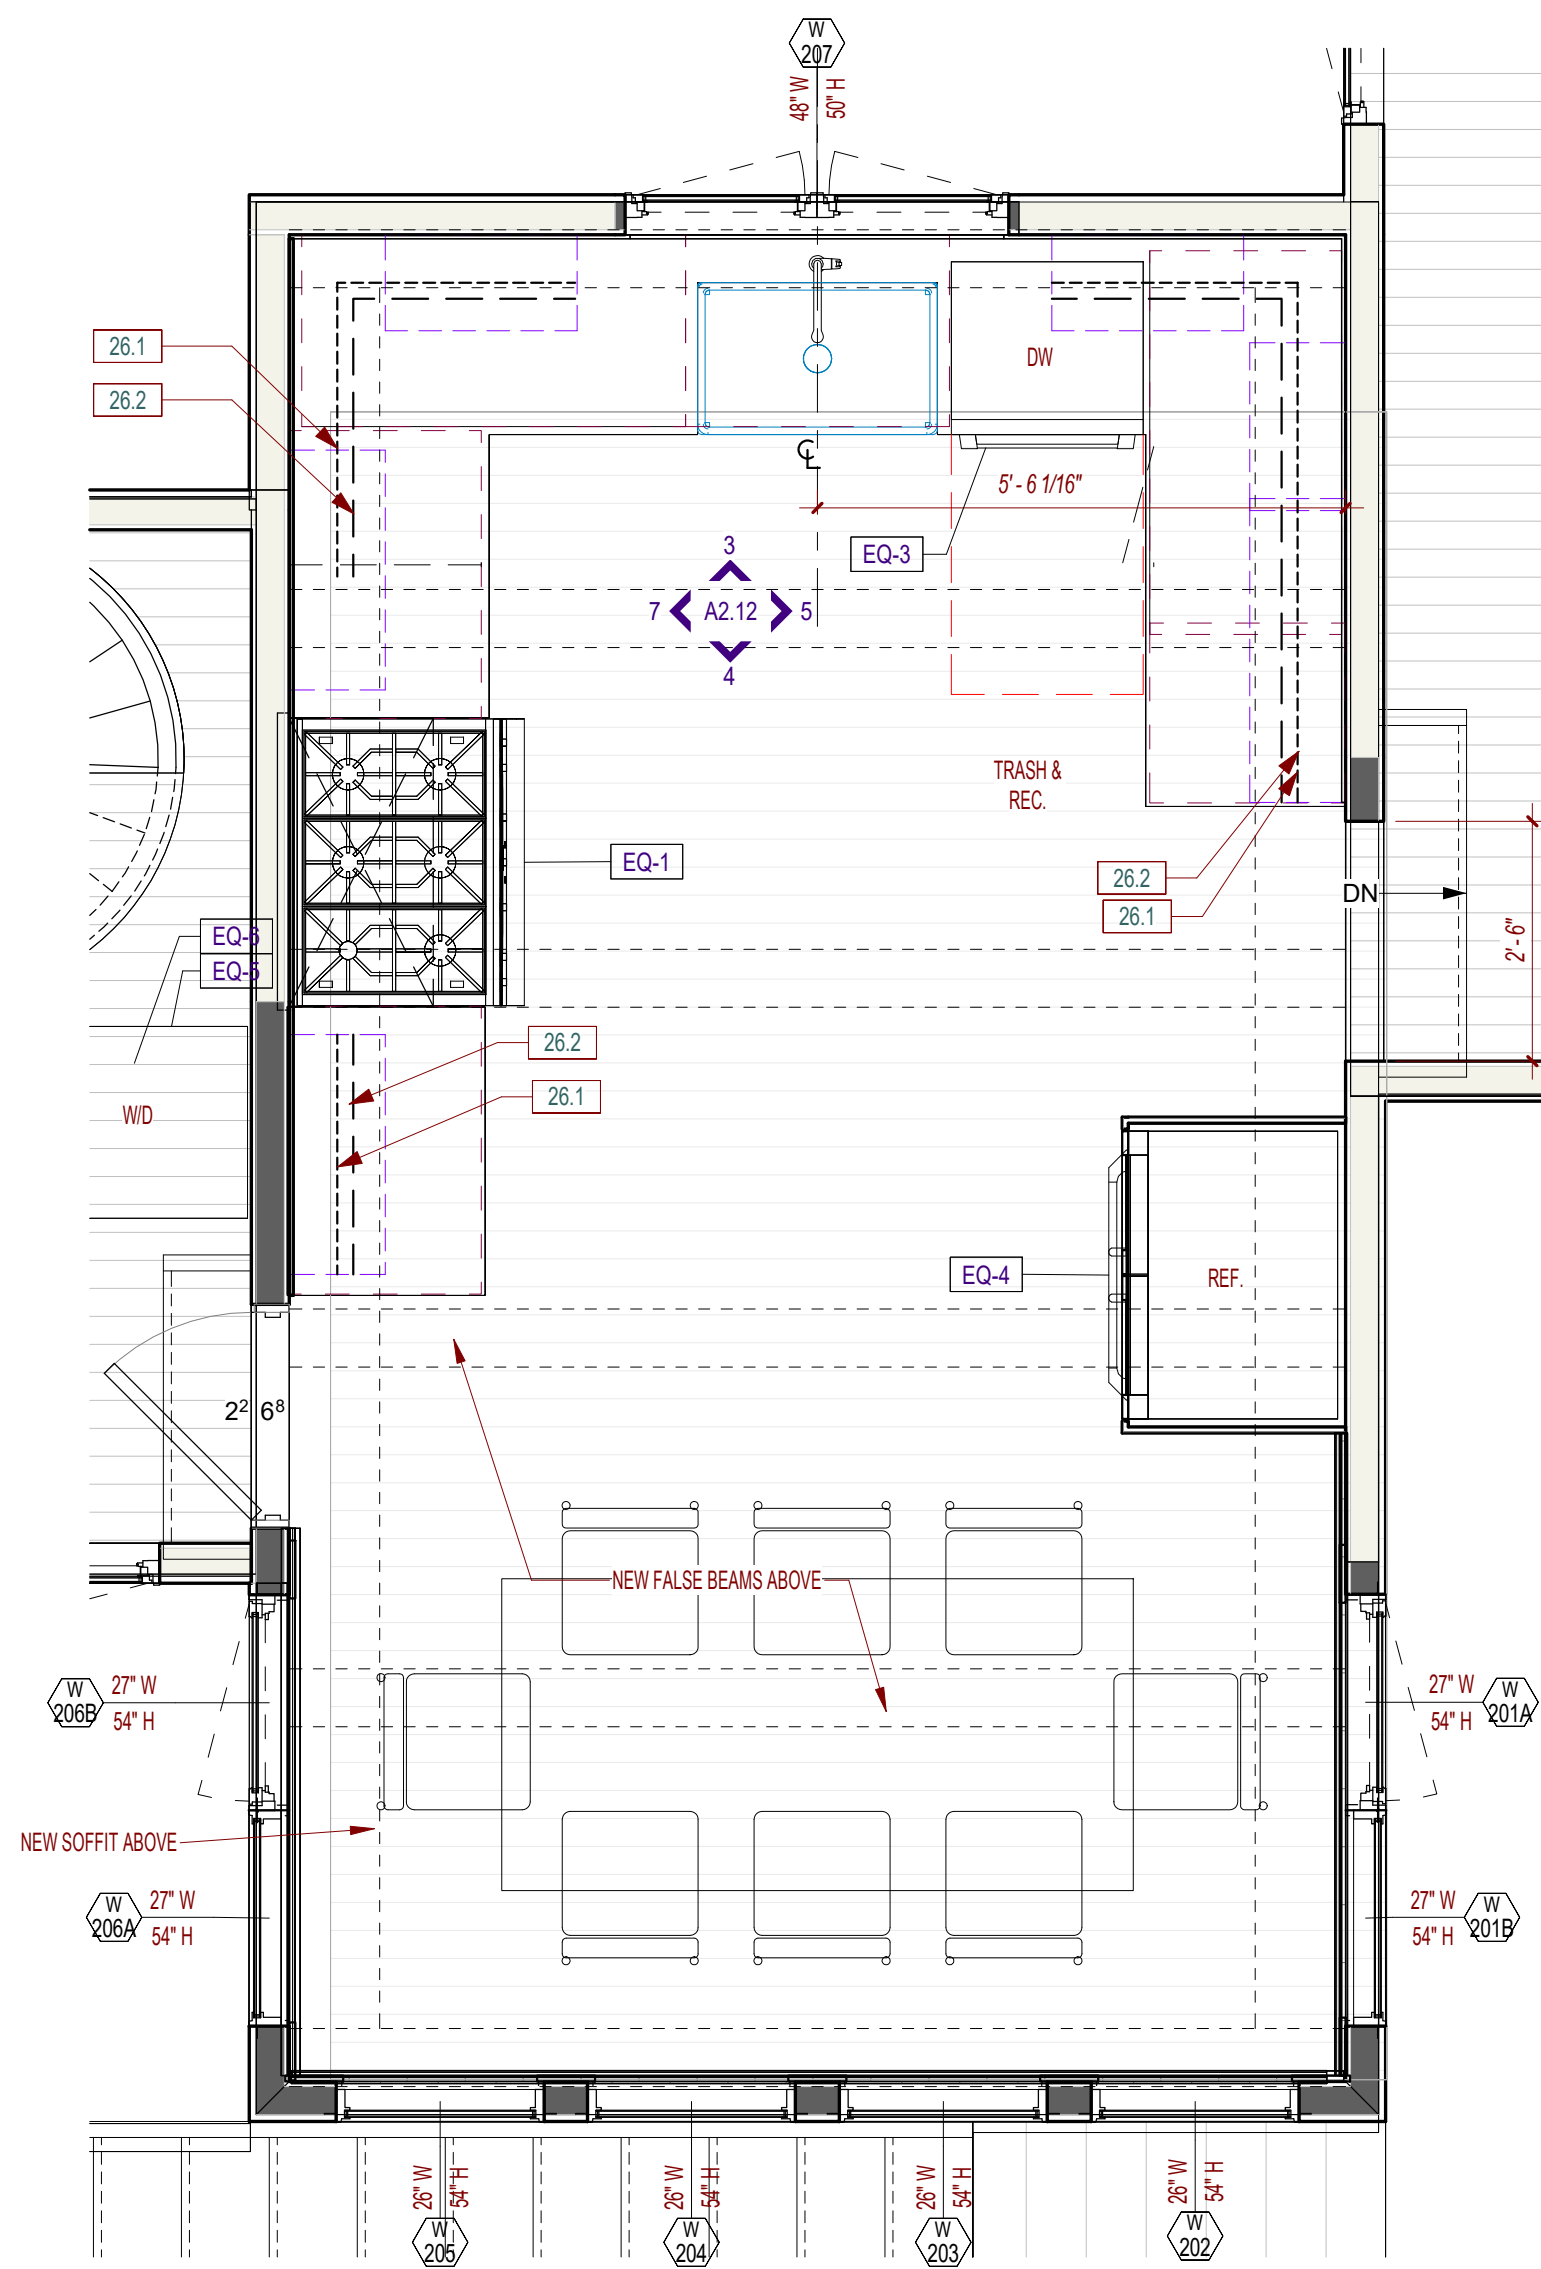 W
207
48" W
50" H
26.1
26.2
DW
℄
5' - 6 1/16"
EQ-3
3
7 A2.12 5
4
TRASH &
REC.
EQ-1
26.2
26.1
DN
2' - 6"
EQ-6
EQ-5
26.2
26.1
W/D
EQ-4
REF.
2² 6⁸
NEW FALSE BEAMS ABOVE
W
206B
27" W
54" H
27" W
54" H
W
201A
NEW SOFFIT ABOVE
W
206A
27" W
54" H
27" W
54" H
W
201B
26" W
54" H
W
205
26" W
54" H
W
204
26" W
54" H
W
203
26" W
54" H
W
202